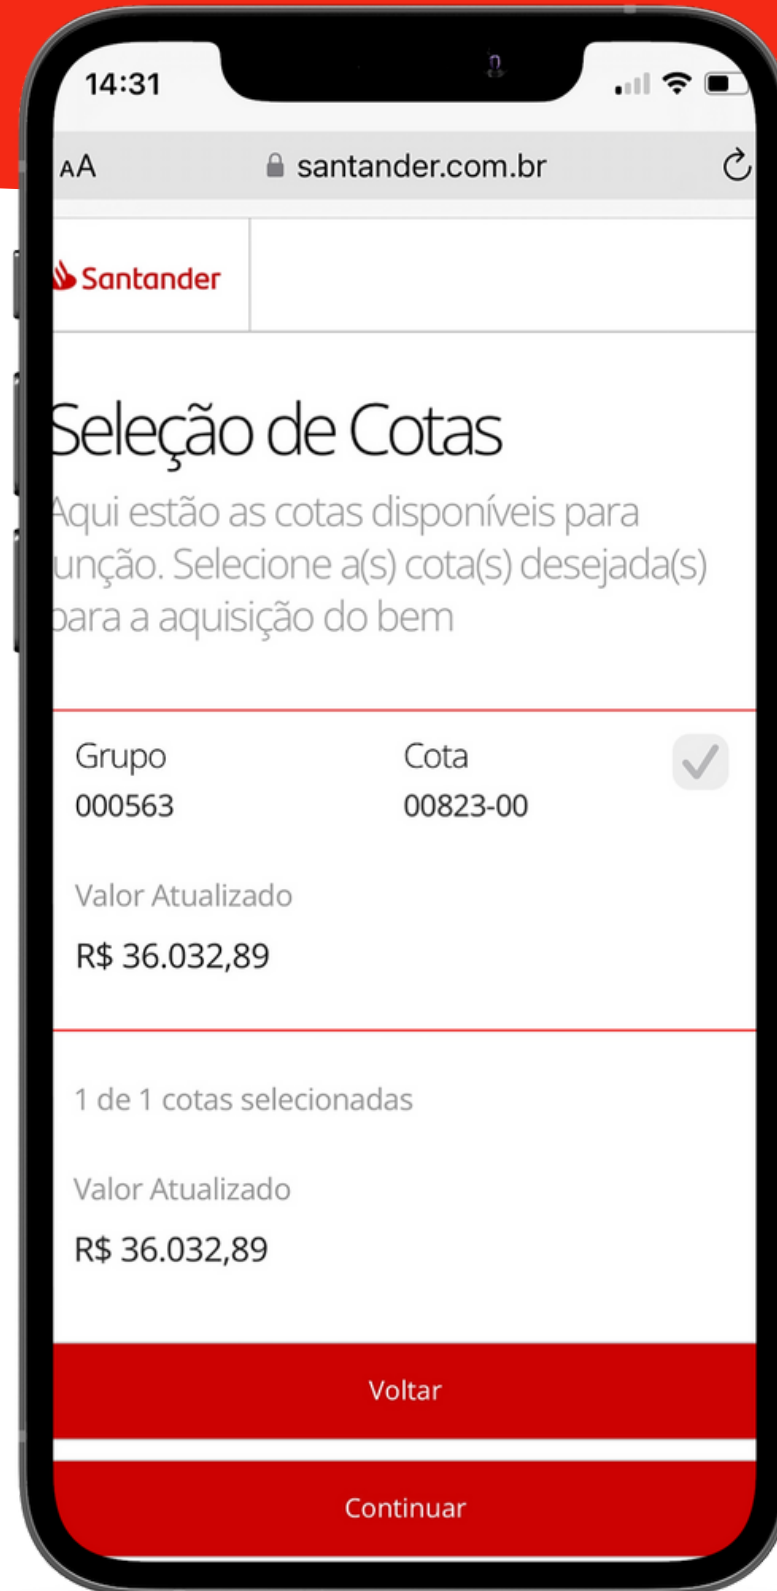 14:31
AA santander.com.br
Santander
Seleção de Cotas
Aqui estão as cotas disponíveis para
unção. Selecione a(s) cota(s) desejada(s)
para a aquisição do bem
Grupo Cota
000563 00823-00
Valor Atualizado
R$ 36.032,89
1 de 1 cotas selecionadas
Valor Atualizado
R$ 36.032,89
Voltar
Continuar